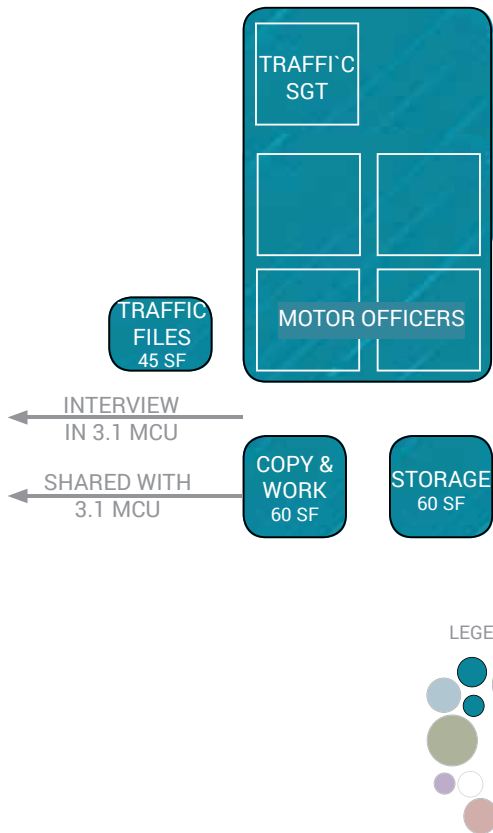 TRAFFI`C
SGT
MOTOR OFFICERS
TRAFFIC
FILES
45 SF
INTERVIEW
IN 3.1 MCU
SHARED WITH
3.1 MCU
COPY &
WORK
60 SF
STORAGE
60 SF
LEGE